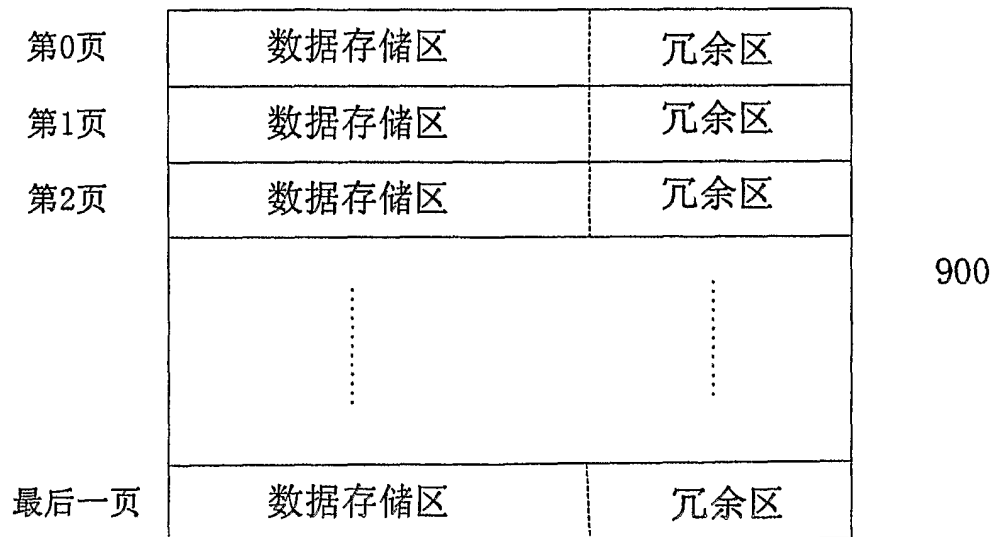 第0页 数据存储区 冗余区
第1页 数据存储区 冗余区
第2页 数据存储区 冗余区
900
最后一页 数据存储区 冗余区